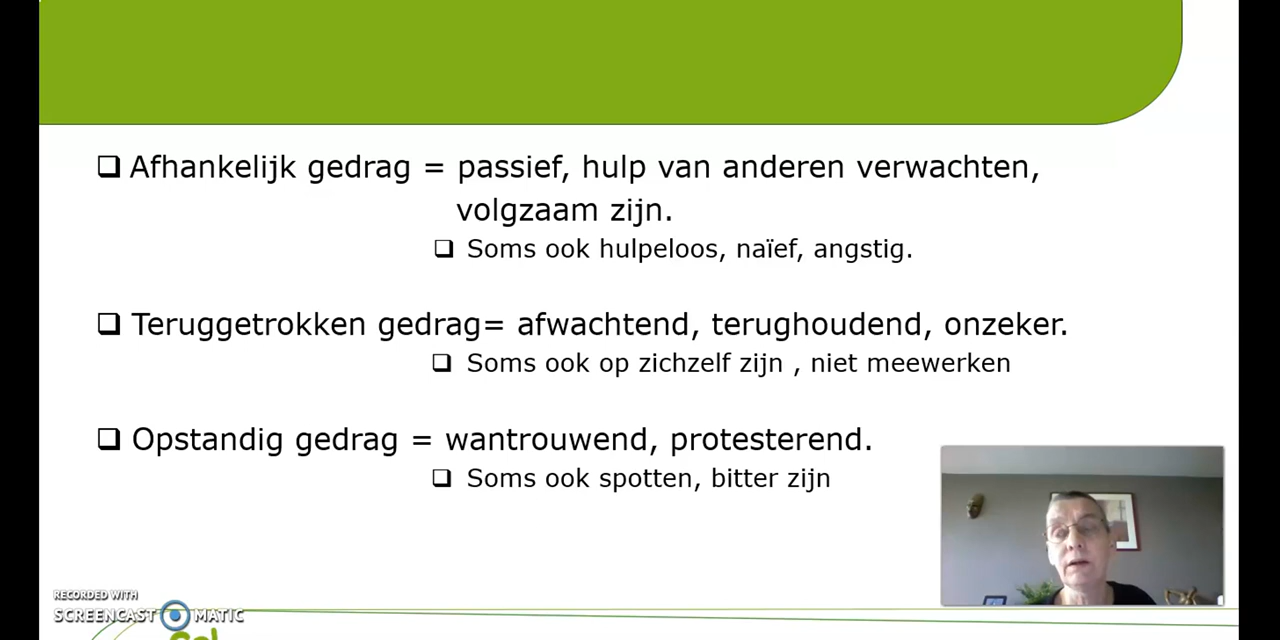 Afhankelijk gedrag = passief, hulp van anderen verwachten,
volgzaam zijn.
Soms ook hulpeloos, naïef, angstig.
Teruggetrokken gedrag= afwachtend, terughoudend, onzeker.
Soms ook op zichzelf zijn , niet meewerken
Opstandig gedrag = wantrouwend, protesterend.
Soms ook spotten, bitter zijn
RECORDED WITH
SCREENCAST MATIC